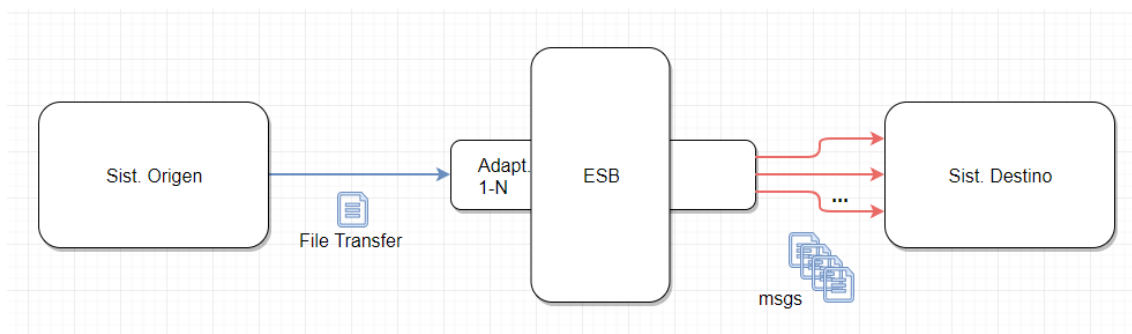 Sist. Origen
File Transfer
Adapt.
1-N
ESB
...
msgs
Sist. Destino